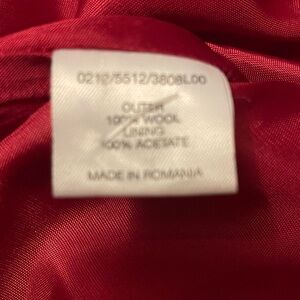 0212/5512/3808L00
OUTER
100% WOOL
LINING
100% ACETATE
MADE IN ROMANIA